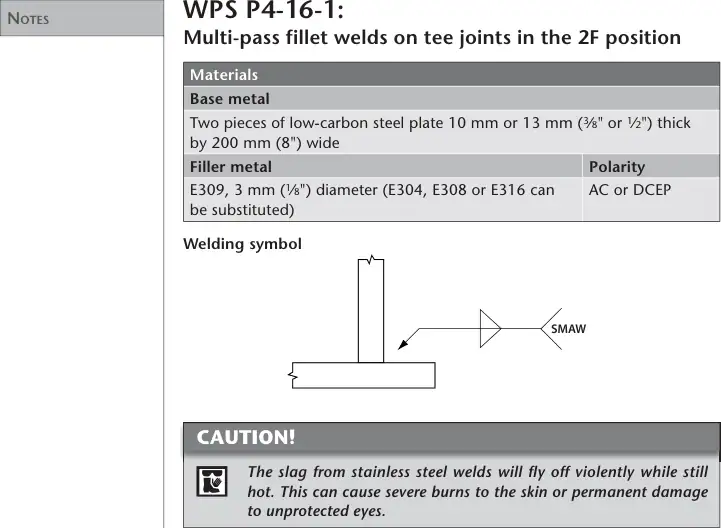 NOTES
WPS P4-16-1:
Multi-pass fillet welds on tee joints in the 2F position
Materials
Base metal
Two pieces of low-carbon steel plate 10 mm or 13 mm (⅜" or ½") thick
by 200 mm (8") wide
Filler metal
Polarity
E309, 3 mm (⅛") diameter (E304, E308 or E316 can
be substituted)
AC or DCEP
Welding symbol
SMAW
CAUTION!
The slag from stainless steel welds will fly off violently while still
hot. This can cause severe burns to the skin or permanent damage
to unprotected eyes.